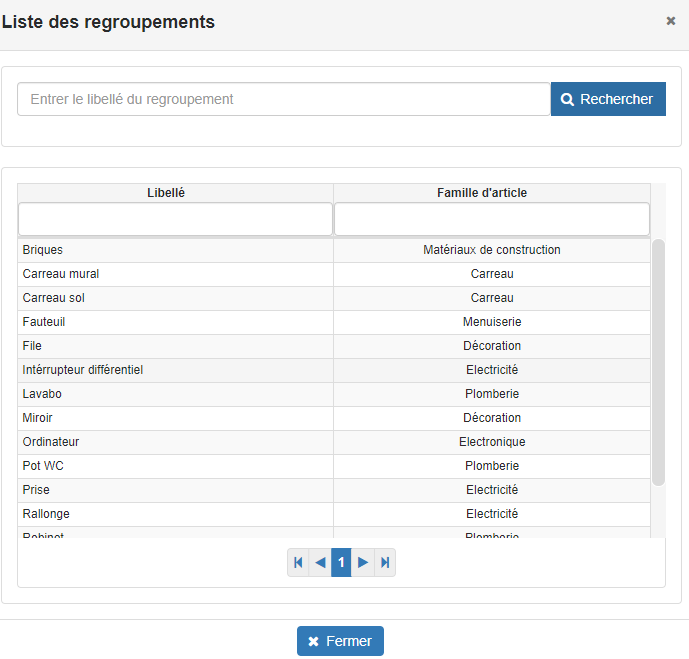 Liste des regroupements
Entrer le libellé du regroupement Rechercher
Libellé Famille d'article
Briques Matériaux de construction
Carreau mural Carreau
Carreau sol Carreau
Fauteuil Menuiserie
File Décoration
Intérrupteur différentiel Electricité
Lavabo Plomberie
Miroir Décoration
Ordinateur Electronique
Pot WC Plomberie
Prise Electricité
Rallonge Electricité
Robinet Plomberie
1
Fermer